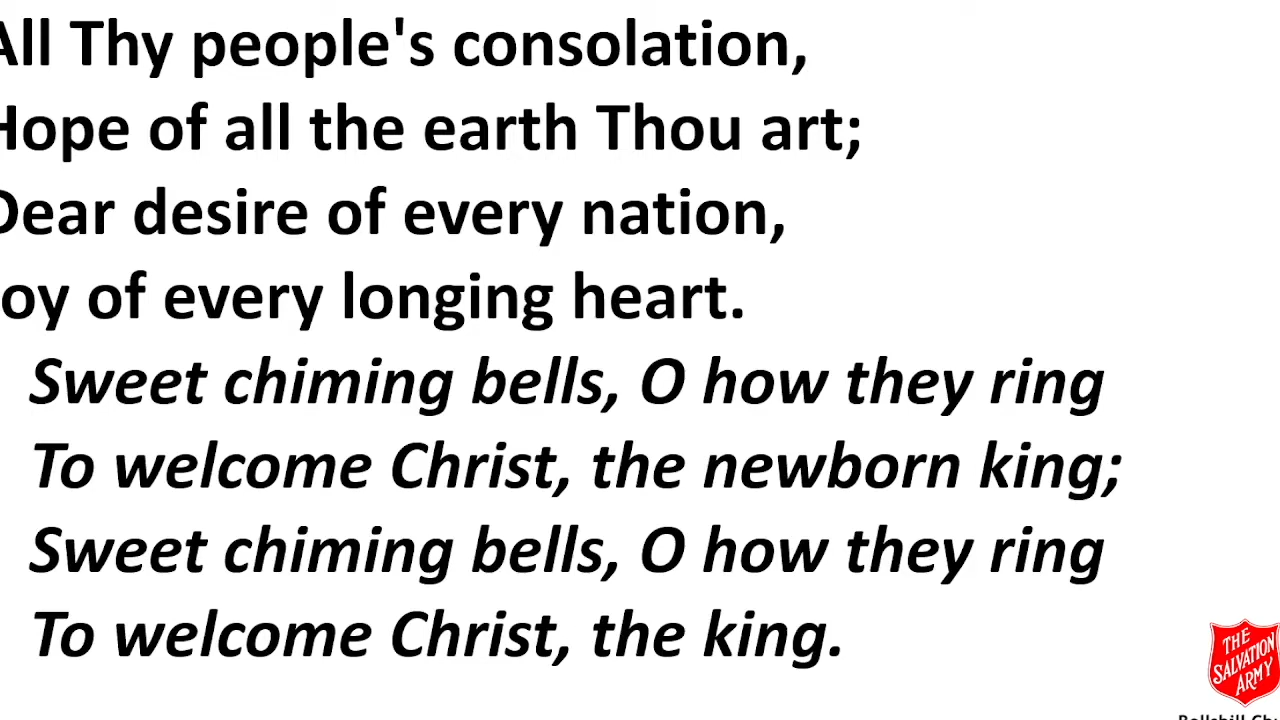 All Thy people's consolation,
Hope of all the earth Thou art;
Dear desire of every nation,
oy of every longing heart.
Sweet chiming bells, O how they ring
To welcome Christ, the newborn king;
Sweet chiming bells, O how they ring
To welcome Christ, the king.
THE
SALVATION
ARMY